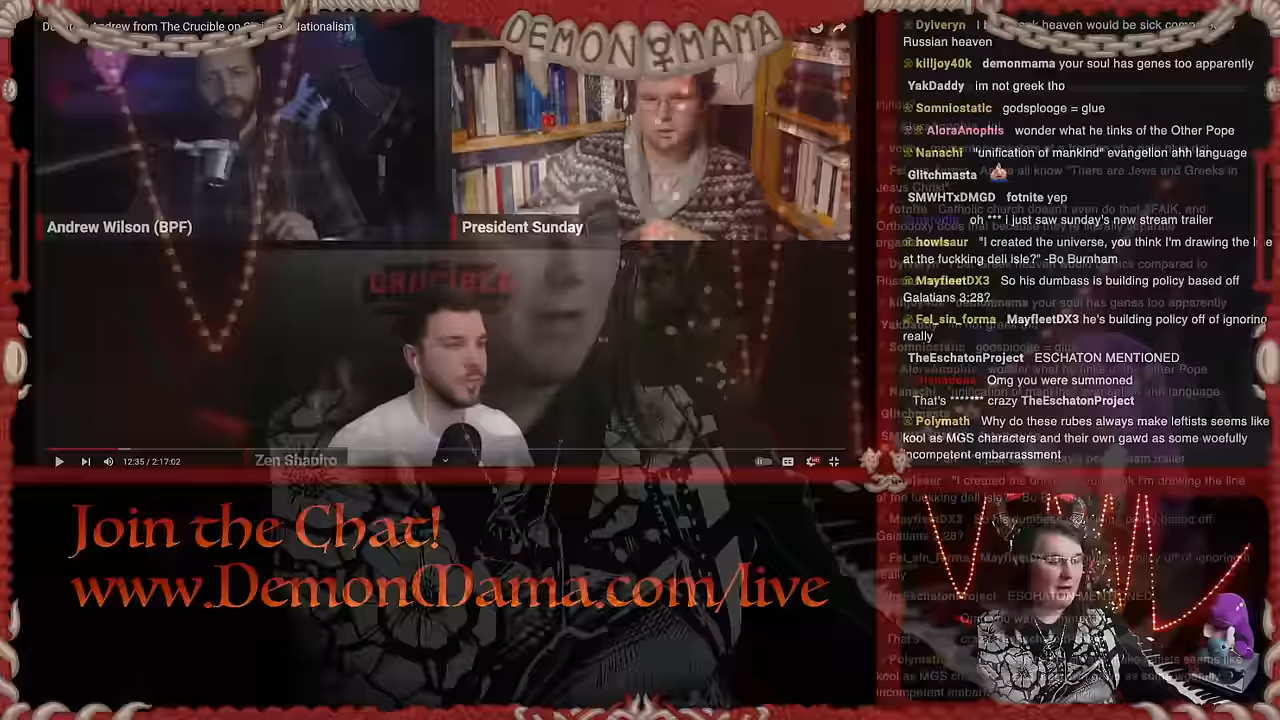 DEMON MAMA
Andrew from The Crucible on
Nationalism
Andrew Wilson (BPF)
President Sunday
CRUCIBLE
Zen Shapiro
12:35 / 2:17:02
Join the Chat!
www.DemonMama.com/live
Dylveryn
heaven would be sick
Russian heaven
killjoy40k demonmama your soul has genes too apparently
YakDaddy im not greek tho
Somniostatic godsplooge = glue
AloraAnophis wonder what he tinks of the Other Pope
Nanachi "unification of mankind" evangelion ahh language
Glitchmasta
SMWHTxDMGD fotnite yep
oh *** I just saw sunday's new stream trailer
howlsaur "I created the universe, you think I'm drawing the line
at the fuckking deli isle?" -Bo Burnham
MayfleetDX3 So his dumbass is building policy based off
Galatians 3:28?
Fel_sin_forma MayfleetDX3 he's building policy off of ignoring
really
TheEschatonProject ESCHATON MENTIONED
Omg you were summoned
That's ******* crazy TheEschatonProject
Polymath Why do these rubes always make leftists seems like
kool as MGS characters and their own gawd as some woefully
incompetent embarrassment